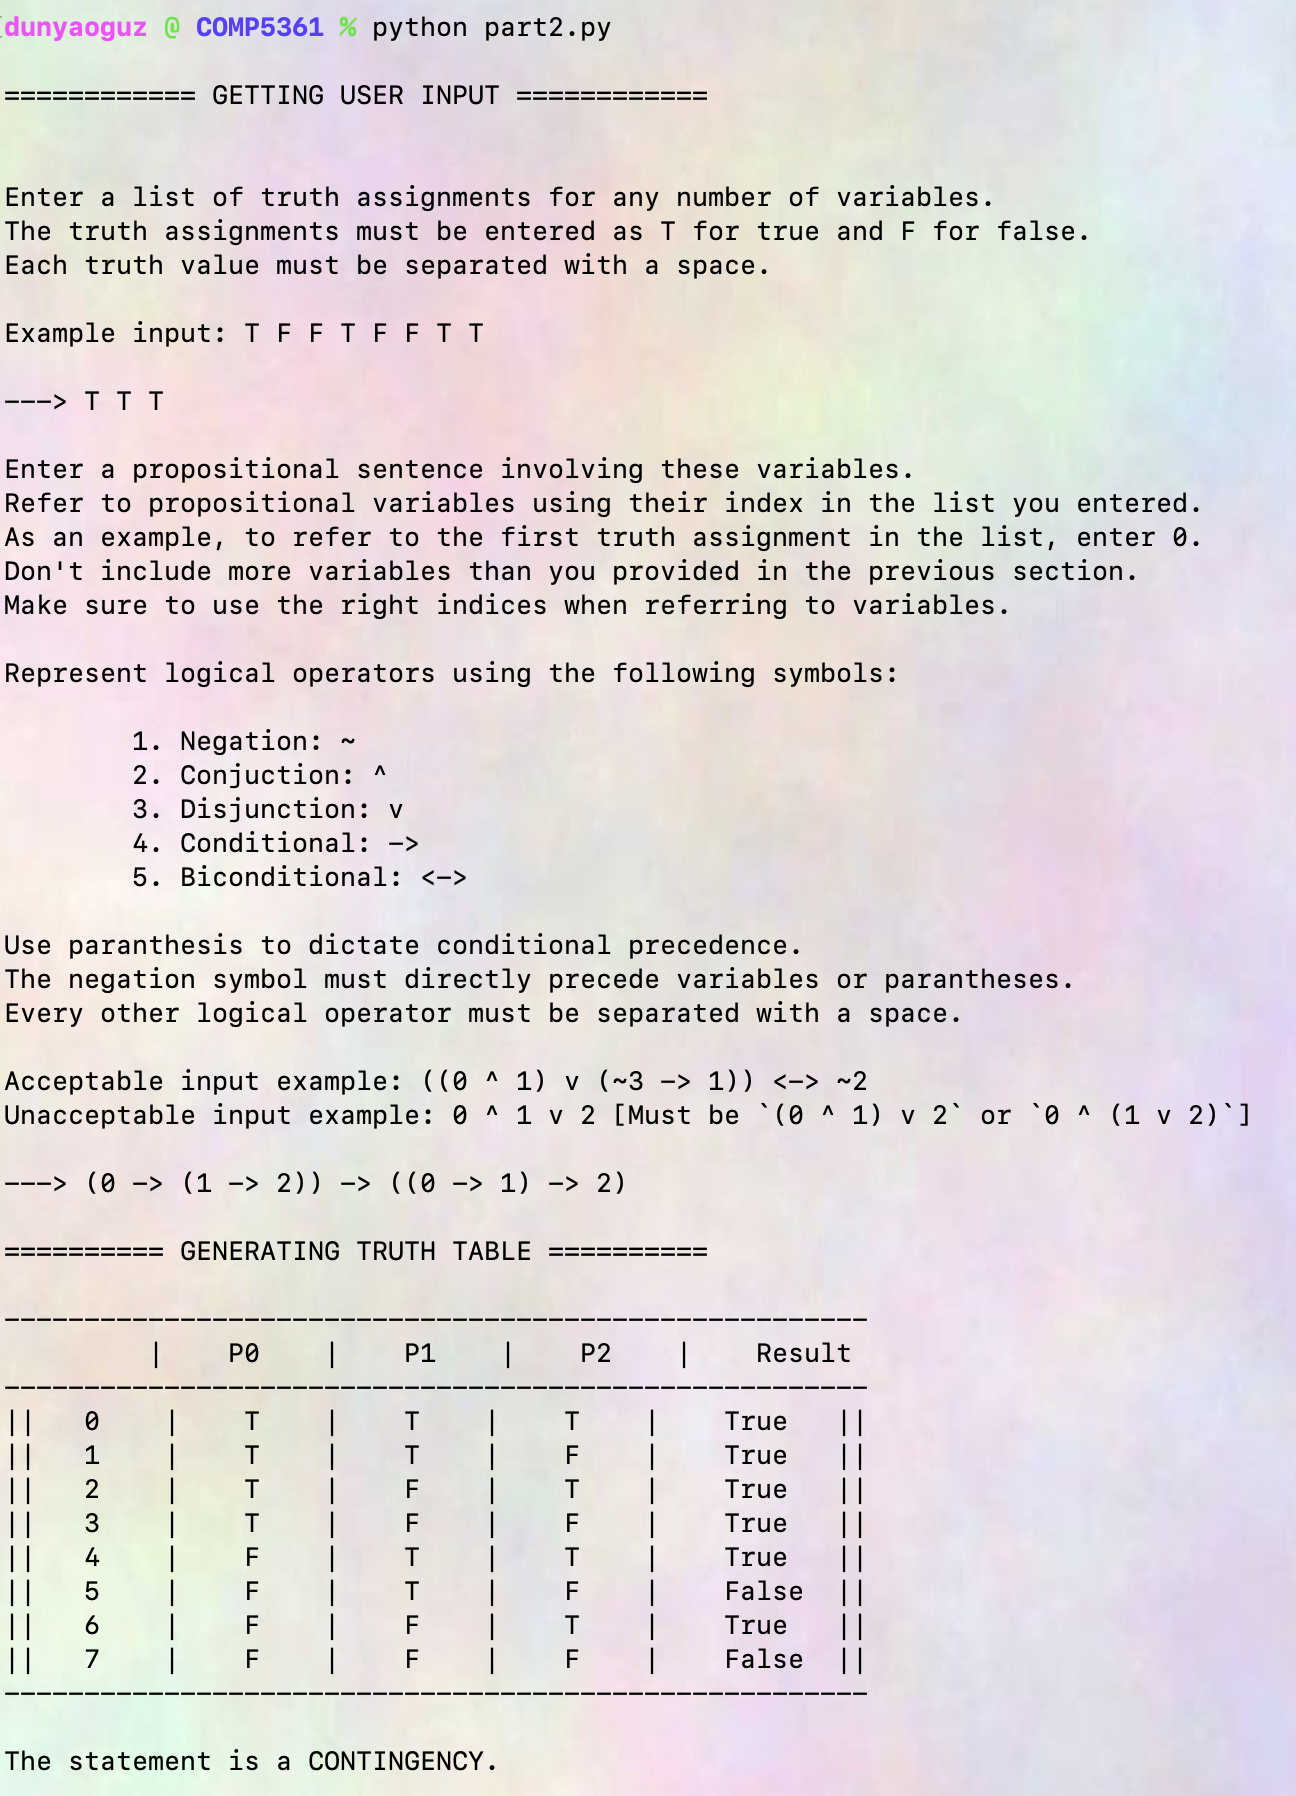 dunyaoguz @ COMP5361 % python part2.py
============ GETTING USER INPUT ============
Enter a list of truth assignments for any number of variables.
The truth assignments must be entered as T for true and F for false.
Each truth value must be separated with a space.
Example input: T F F T F F T T
---> T T T
Enter a propositional sentence involving these variables.
Refer to propositional variables using their index in the list you entered.
As an example, to refer to the first truth assignment in the list, enter 0.
Don't include more variables than you provided in the previous section.
Make sure to use the right indices when referring to variables.
Represent logical operators using the following symbols:
1. Negation: ~
2. Conjuction: ^
3. Disjunction: v
4. Conditional: ->
5. Biconditional: <->
Use paranthesis to dictate conditional precedence.
The negation symbol must directly precede variables or parantheses.
Every other logical operator must be separated with a space.
Acceptable input example: ((0 ^ 1) v (~3 -> 1)) <-> ~2
Unacceptable input example: 0 ^ 1 v 2 [Must be `(0 ^ 1) v 2` or `0 ^ (1 v 2)`]
---> (0 -> (1 -> 2)) -> ((0 -> 1) -> 2)
========== GENERATING TRUTH TABLE ==========
------------------------------------------------------
| P0 | P1 | P2 | Result
------------------------------------------------------
|| 0 | T | T | T | True ||
|| 1 | T | T | F | True ||
|| 2 | T | F | T | True ||
|| 3 | T | F | F | True ||
|| 4 | F | T | T | True ||
|| 5 | F | T | F | False ||
|| 6 | F | F | T | True ||
|| 7 | F | F | F | False ||
------------------------------------------------------
The statement is a CONTINGENCY.